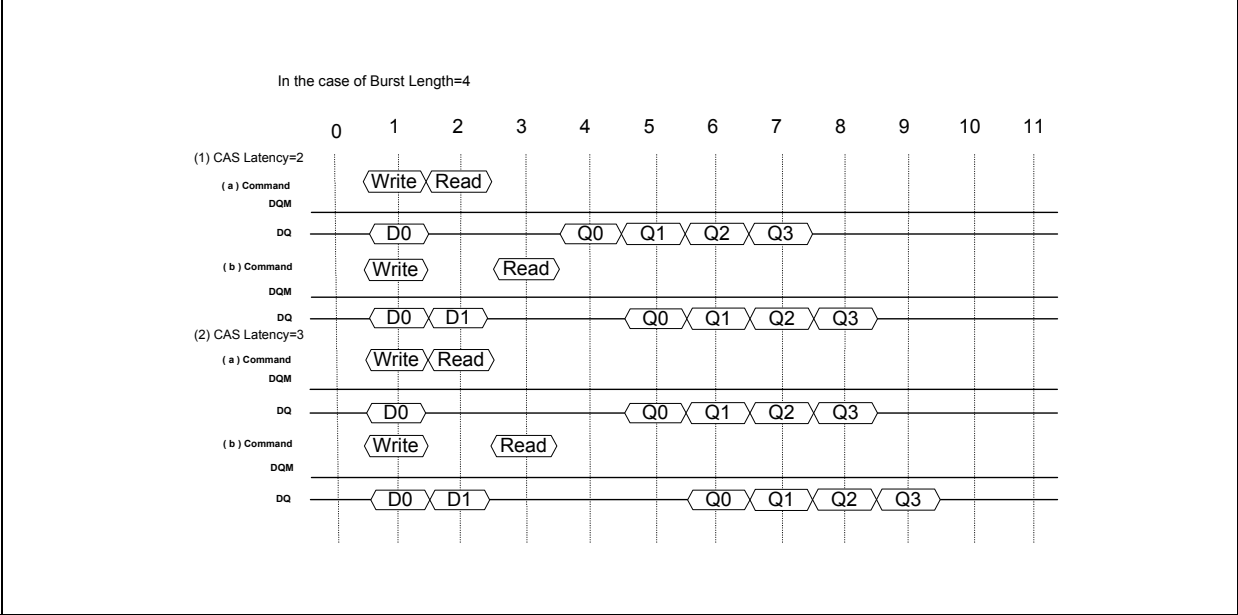 In the case of Burst Length=4
0 1 2 3 4 5 6 7 8 9 10 11
(1) CAS Latency=2
( a ) Command Write Read
DQM
DQ D0 Q0 Q1 Q2 Q3
( b ) Command Write Read
DQM
DQ D0 D1 Q0 Q1 Q2 Q3
(2) CAS Latency=3
( a ) Command Write Read
DQM
DQ D0 Q0 Q1 Q2 Q3
( b ) Command Write Read
DQM
DQ D0 D1 Q0 Q1 Q2 Q3